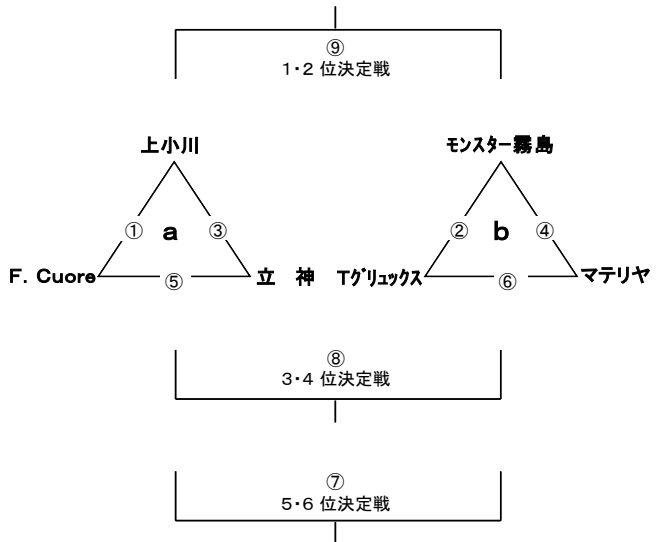 ⑨
1・2 位決定戦
上小川
モンスター霧島
① a ③
② b ④
F. Cuore ⑤ 立 神
Tグリュックス ⑥ マテリヤ
⑧
3・4 位決定戦
⑦
5・6 位決定戦